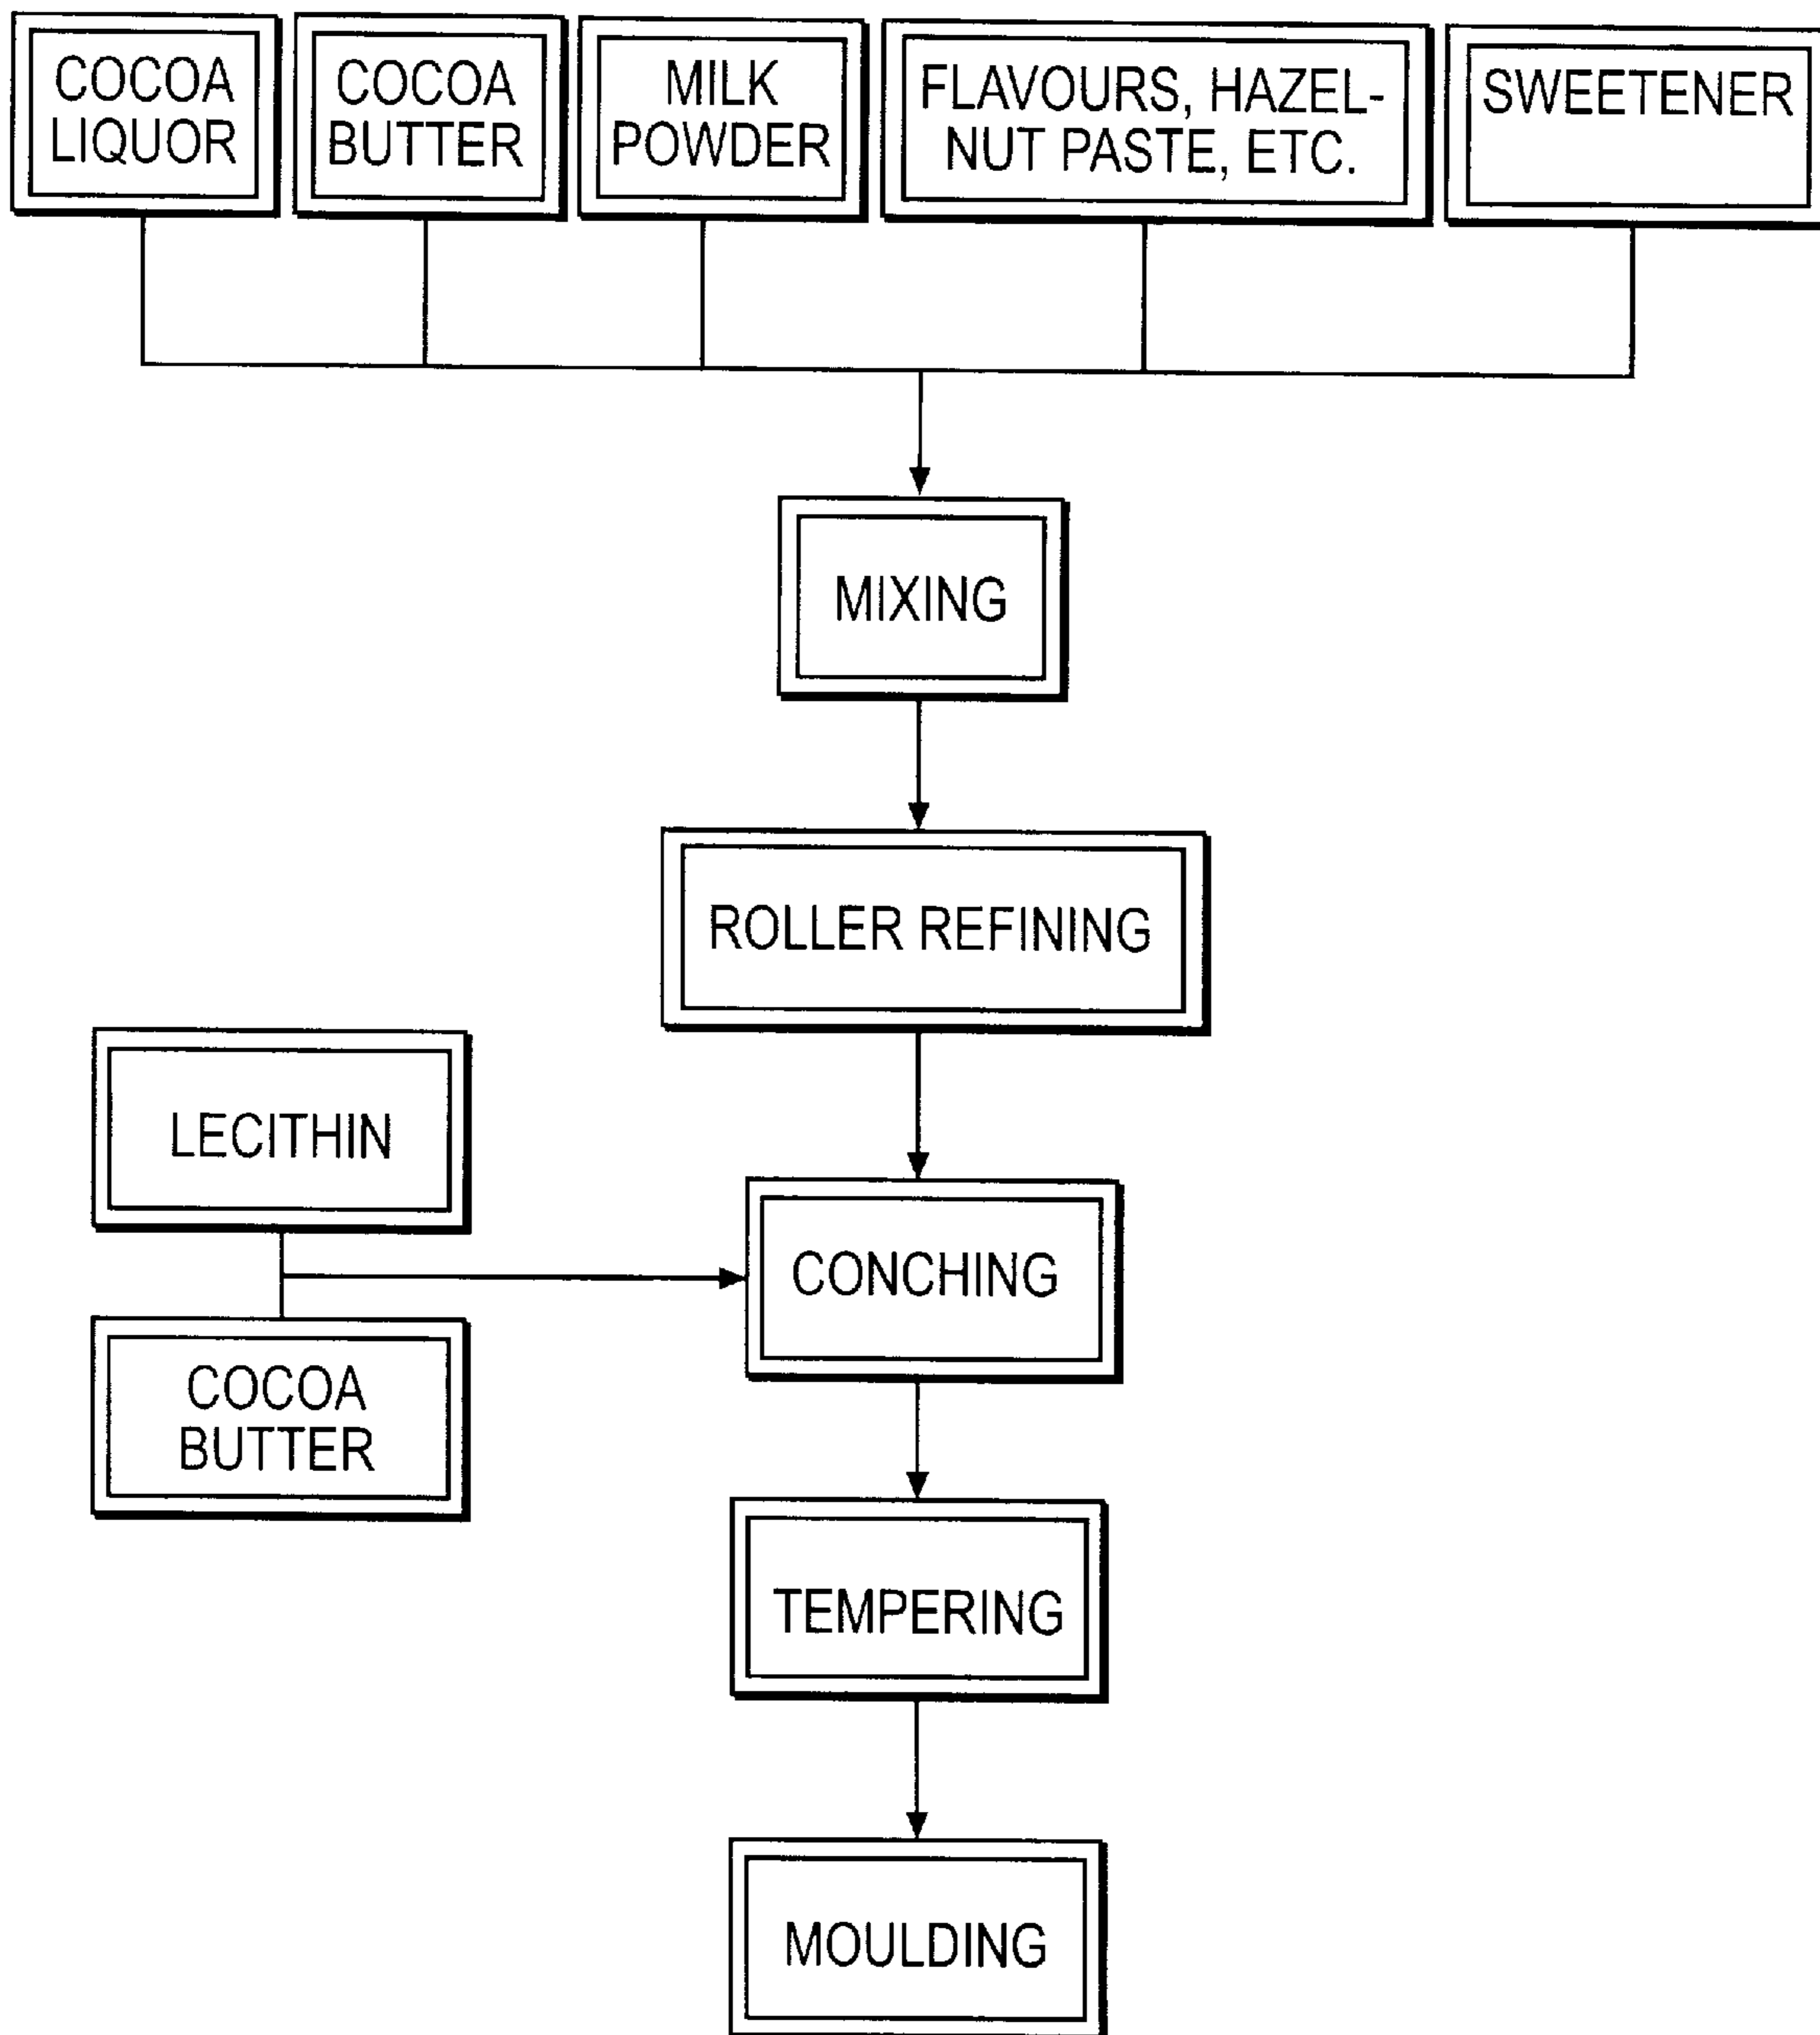 COCOA
LIQUOR
COCOA
BUTTER
MILK
POWDER
FLAVOURS, HAZEL-
NUT PASTE, ETC.
SWEETENER
MIXING
ROLLER REFINING
LECITHIN
CONCHING
COCOA
BUTTER
TEMPERING
MOULDING